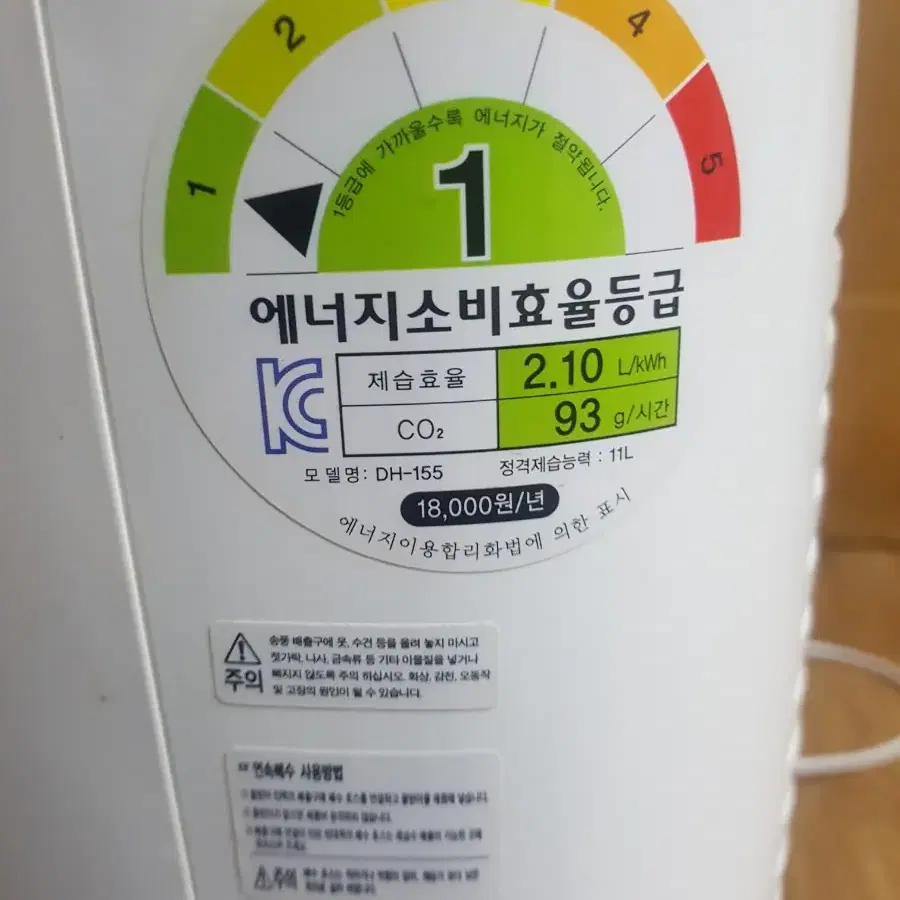 2
4
1
5
1등급에 가까울수록 에너지가 절약됩니다.
1
에너지소비효율등급
KC
제습효율 2.10 L/kWh
CO₂ 93 g/시간
모델명: DH-155 정격제습능력 : 11L
18,000원/년
에너지이용합리화법에 의한 표시
송풍 배출구에 옷, 수건 등을 올려 놓지 마시고
젓가락, 나사, 금속류 등 기타 이물질을 넣거나
빠지지 않도록 주의 하십시오. 화상, 감전, 오동작
및 고장의 원인이 될 수 있습니다.
주의
연속배수 사용방법
주의